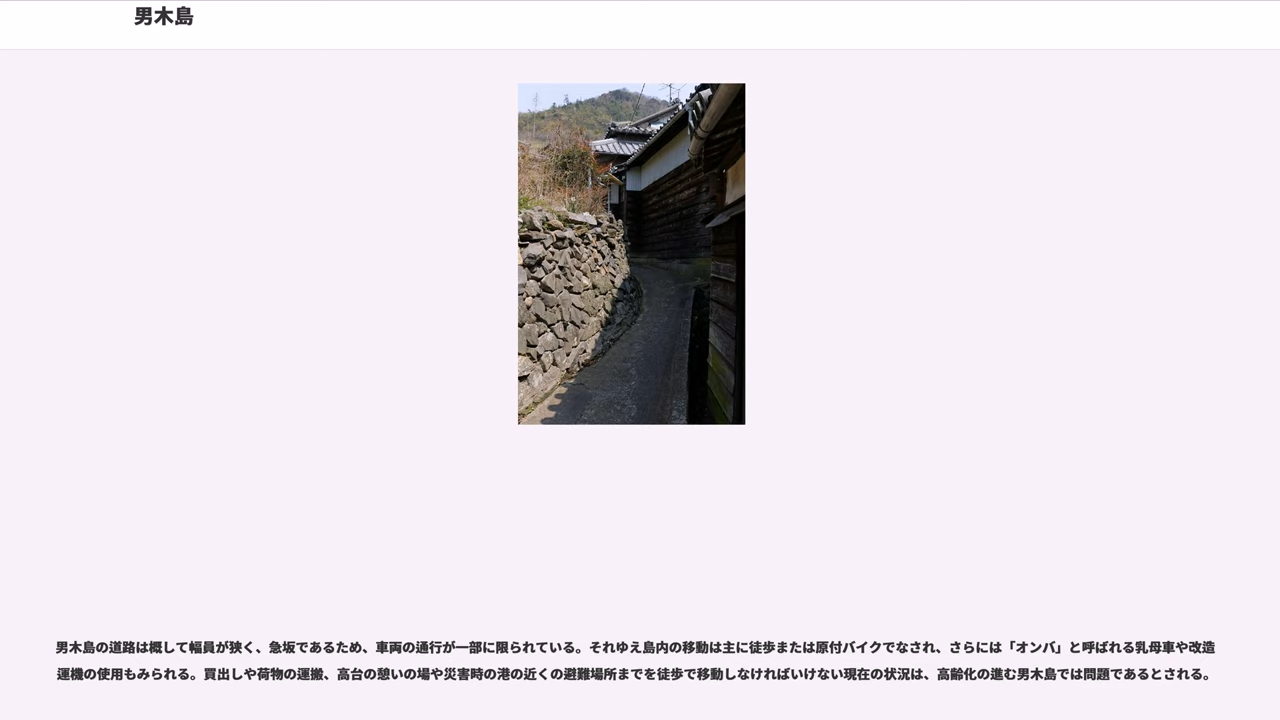 男木島
男木島の道路は概して幅員が狭く、急坂であるため、車両の通行が一部に限られている。それゆえ島内の移動は主に徒歩または原付バイクでなされ、さらには「オンバ」と呼ばれる乳母車や改造
運機の使用もみられる。買出しや荷物の運搬、高台の憩いの場や災害時の港の近くの避難場所までを徒歩で移動しなければいけない現在の状況は、高齢化の進む男木島では問題であるとされる。